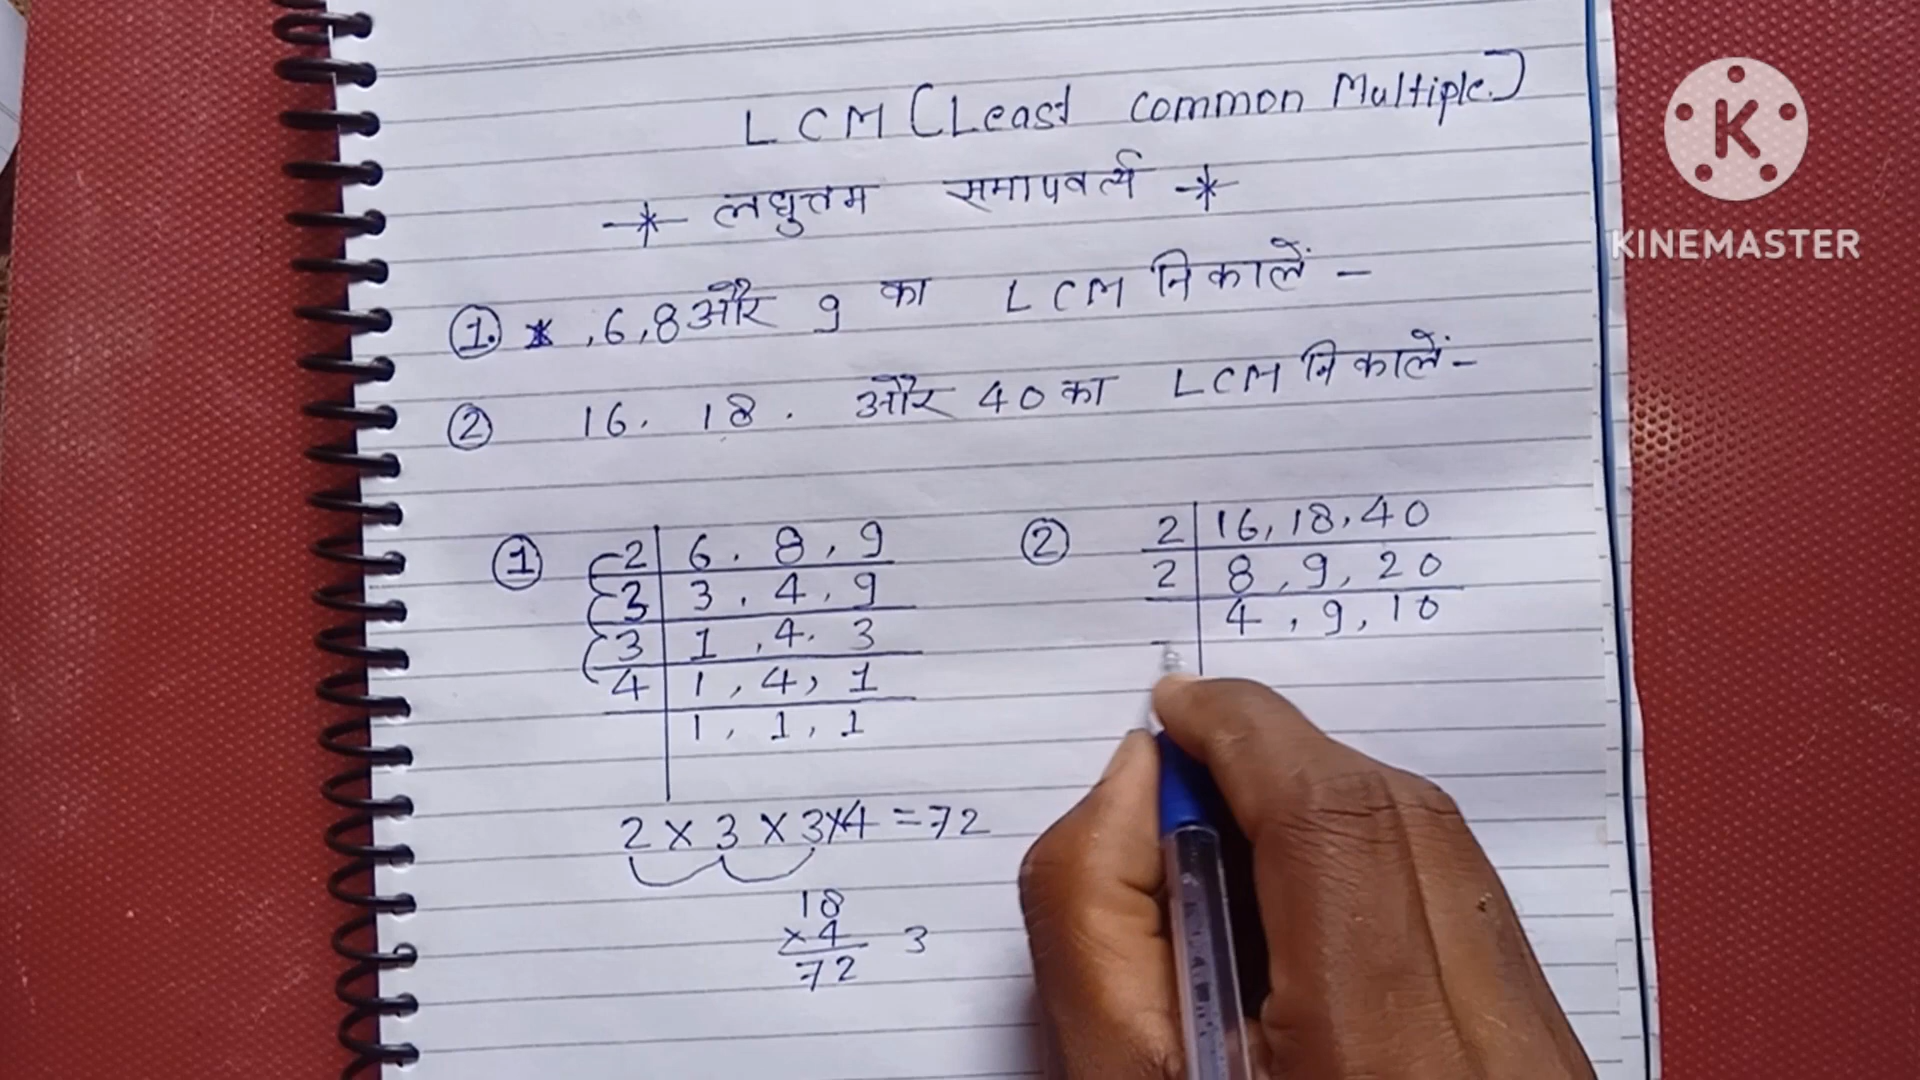 LCM (Least Common Multiple.)
लघुत्तम समापवर्त्य
1. , 6, 8 और 9 का LCM निकालें -
2 16. 18. और 40 का LCM निकालें -
1
2 6. 8, 9
3 3, 4, 9
3 1, 4. 3
4 1, 4, 1
1, 1, 1
2 × 3 × 3×4 = 72
18
×4 3
72
2
2 16, 18, 40
2 8, 9, 20
4, 9, 10
K
KINEMASTER